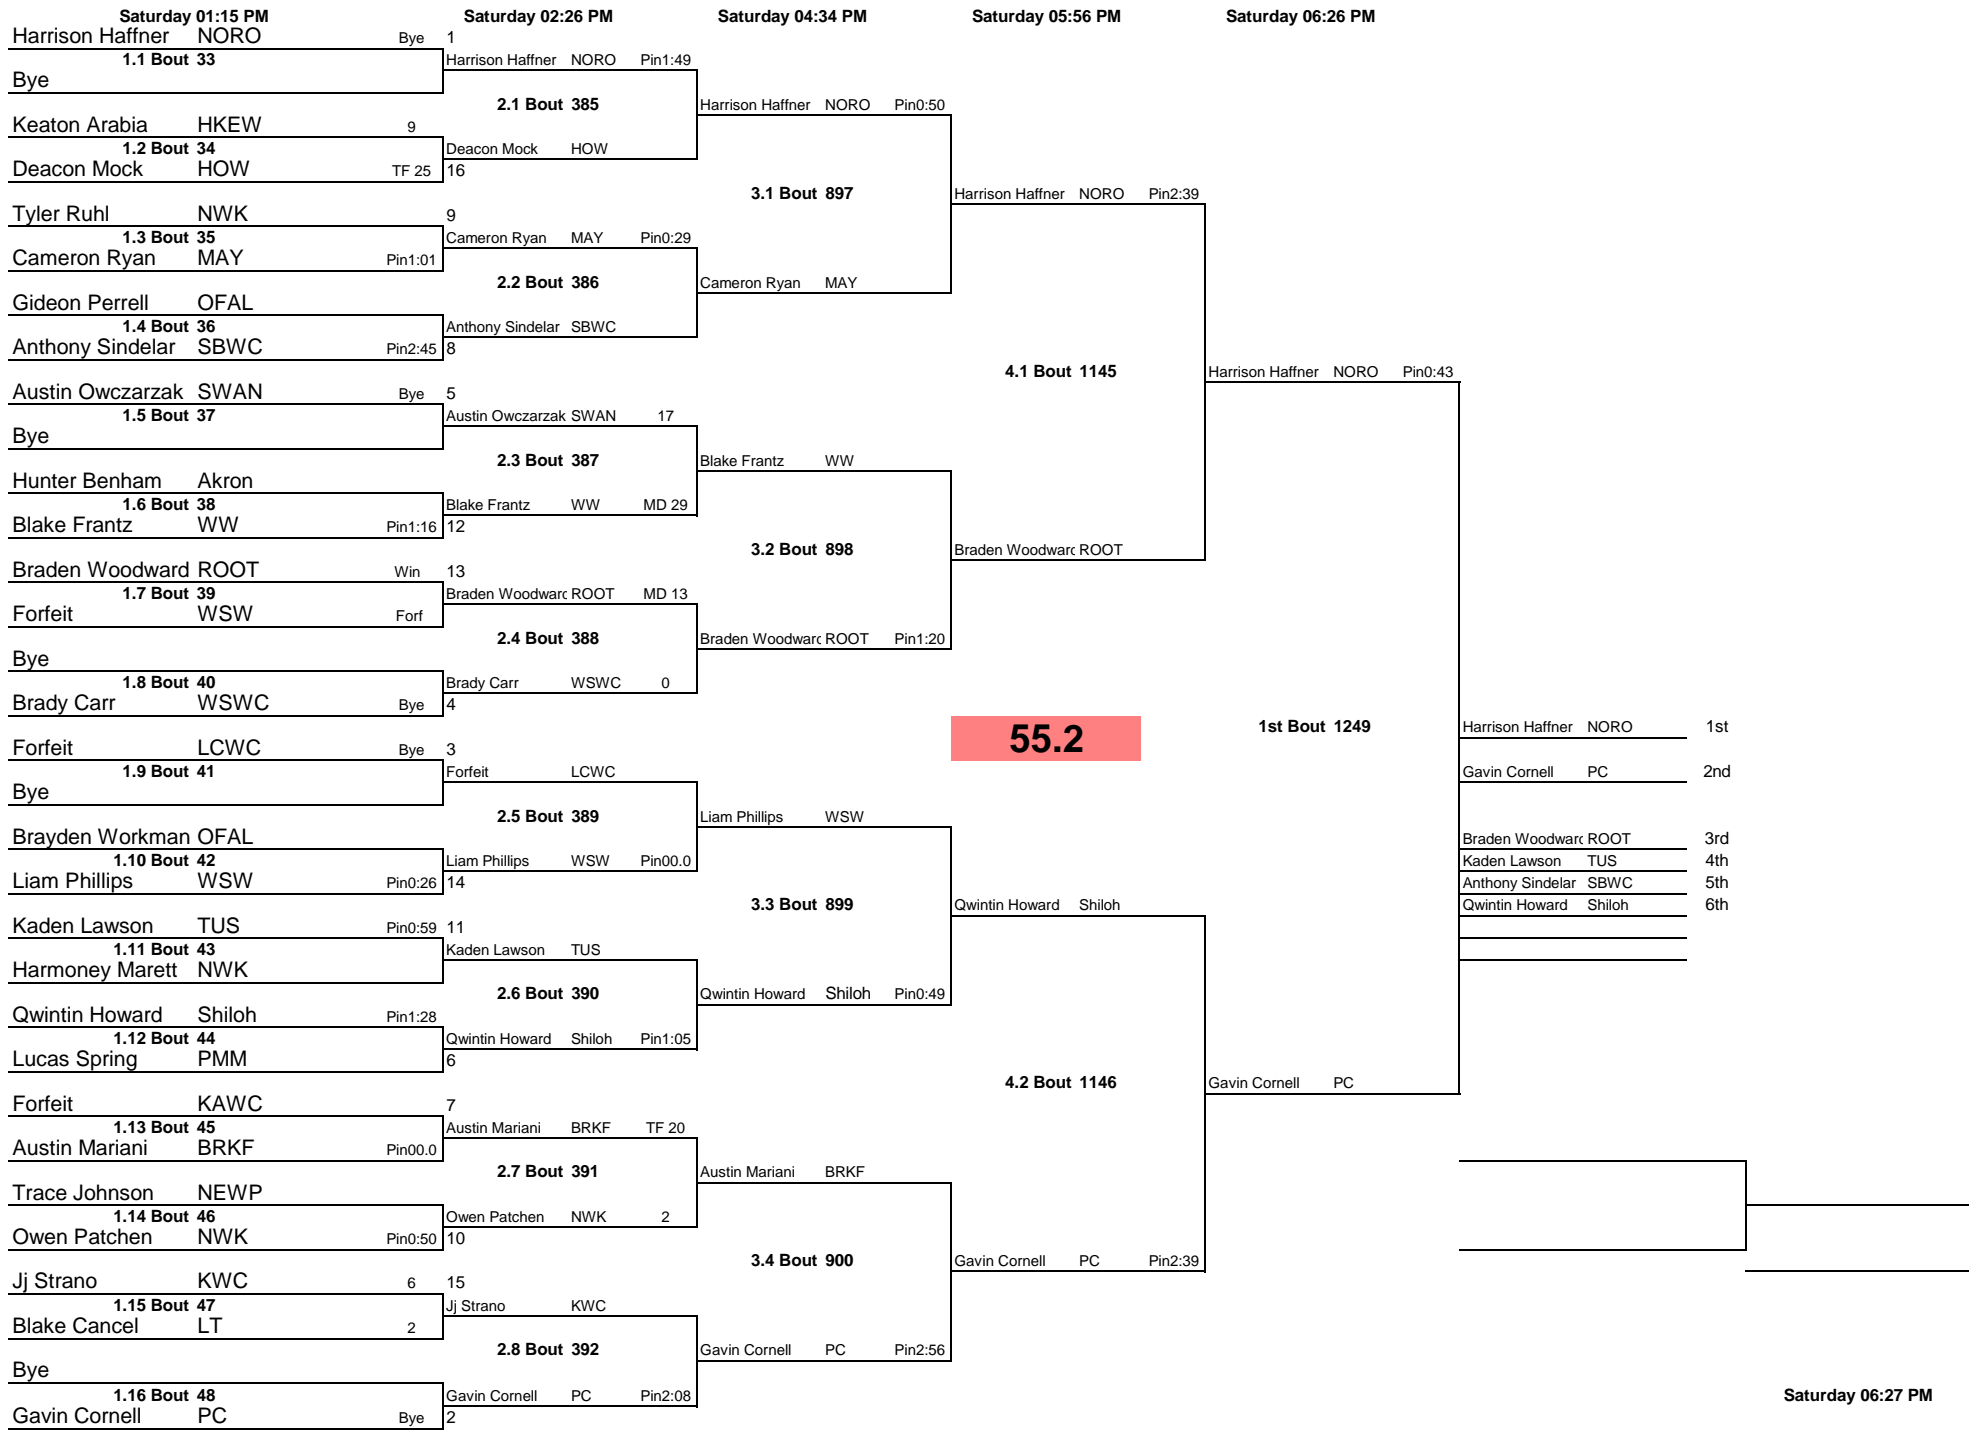 Saturday 01:15 PM Saturday 02:26 PM Saturday 04:34 PM Saturday 05:56 PM Saturday 06:26 PM
Harrison Haffner NORO Bye 1
1.1 Bout 33 Harrison Haffner NORO Pin1:49
Bye
2.1 Bout 385 Harrison Haffner NORO Pin0:50
Keaton Arabia HKEW 9
1.2 Bout 34 Deacon Mock HOW
Deacon Mock HOW TF 25 16
3.1 Bout 897 Harrison Haffner NORO Pin2:39
Tyler Ruhl NWK 9
1.3 Bout 35 Cameron Ryan MAY Pin0:29
Cameron Ryan MAY Pin1:01
2.2 Bout 386 Cameron Ryan MAY
Gideon Perrell OFAL
1.4 Bout 36 Anthony Sindelar SBWC
Anthony Sindelar SBWC Pin2:45 8
4.1 Bout 1145 Harrison Haffner NORO Pin0:43
Austin Owczarzak SWAN Bye 5
1.5 Bout 37 Austin Owczarzak SWAN 17
Bye
2.3 Bout 387 Blake Frantz WW
Hunter Benham Akron
1.6 Bout 38 Blake Frantz WW MD 29
Blake Frantz WW Pin1:16 12
3.2 Bout 898 Braden Woodward ROOT
Braden Woodward ROOT Win 13
1.7 Bout 39 Braden Woodward ROOT MD 13
Forfeit WSW Forf
2.4 Bout 388 Braden Woodward ROOT Pin1:20
Bye
1.8 Bout 40 Brady Carr WSWC 0
Brady Carr WSWC Bye 4
55.2 1st Bout 1249 Harrison Haffner NORO 1st
Forfeit LCWC Bye 3
1.9 Bout 41 Forfeit LCWC Gavin Cornell PC 2nd
Bye
2.5 Bout 389 Liam Phillips WSW
Brayden Workman OFAL Braden Woodward ROOT 3rd
1.10 Bout 42 Liam Phillips WSW Pin00.0 Kaden Lawson TUS 4th
Liam Phillips WSW Pin0:26 14 Anthony Sindelar SBWC 5th
3.3 Bout 899 Qwintin Howard Shiloh Qwintin Howard Shiloh 6th
Kaden Lawson TUS Pin0:59 11
1.11 Bout 43 Kaden Lawson TUS
Harmoney Marett NWK
2.6 Bout 390 Qwintin Howard Shiloh Pin0:49
Qwintin Howard Shiloh Pin1:28
1.12 Bout 44 Qwintin Howard Shiloh Pin1:05
Lucas Spring PMM 6
4.2 Bout 1146 Gavin Cornell PC
Forfeit KAWC 7
1.13 Bout 45 Austin Mariani BRKF TF 20
Austin Mariani BRKF Pin00.0
2.7 Bout 391 Austin Mariani BRKF
Trace Johnson NEWP
1.14 Bout 46 Owen Patchen NWK 2
Owen Patchen NWK Pin0:50 10
3.4 Bout 900 Gavin Cornell PC Pin2:39
Jj Strano KWC 6 15
1.15 Bout 47 Jj Strano KWC
Blake Cancel LT 2
2.8 Bout 392 Gavin Cornell PC Pin2:56
Bye
1.16 Bout 48 Gavin Cornell PC Pin2:08 Saturday 06:27 PM
Gavin Cornell PC Bye 2